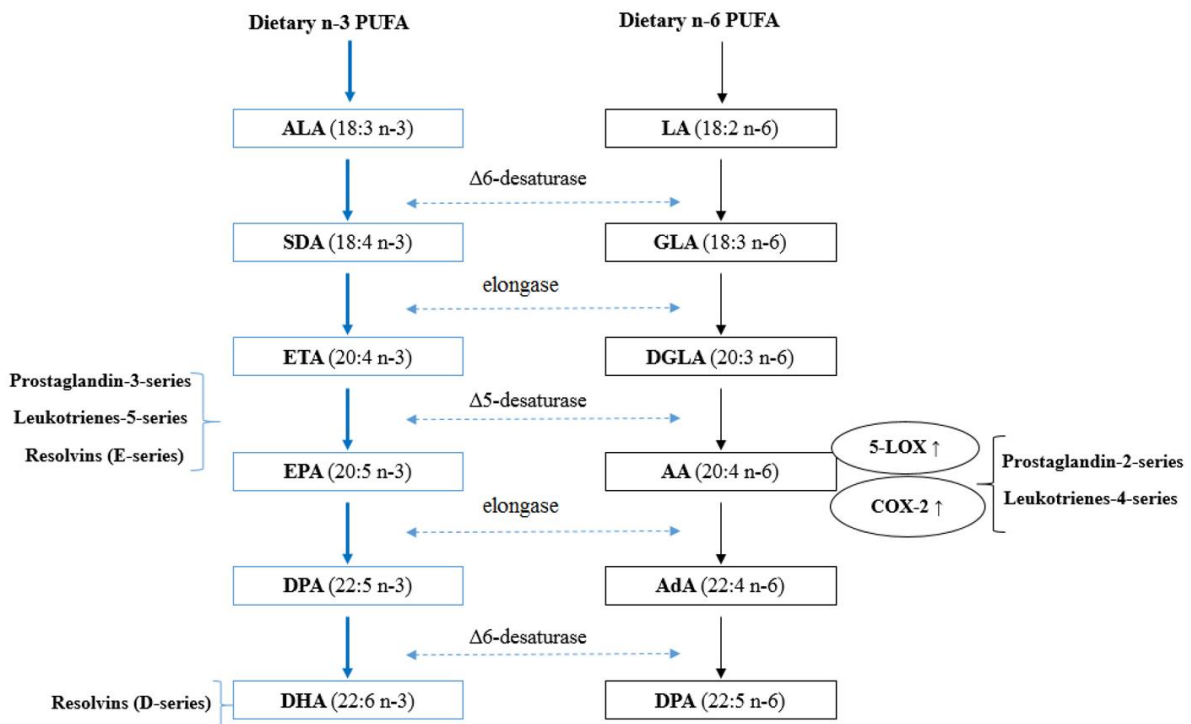 Dietary n-3 PUFA
Dietary n-6 PUFA
ALA (18:3 n-3)
LA (18:2 n-6)
Δ6-desaturase
SDA (18:4 n-3)
GLA (18:3 n-6)
elongase
ETA (20:4 n-3)
DGLA (20:3 n-6)
Prostaglandin-3-series
Leukotrienes-5-series
Resolvins (E-series)
Δ5-desaturase
EPA (20:5 n-3)
AA (20:4 n-6)
5-LOX ↑
COX-2 ↑
Prostaglandin-2-series
Leukotrienes-4-series
elongase
DPA (22:5 n-3)
AdA (22:4 n-6)
Δ6-desaturase
Resolvins (D-series)
DHA (22:6 n-3)
DPA (22:5 n-6)